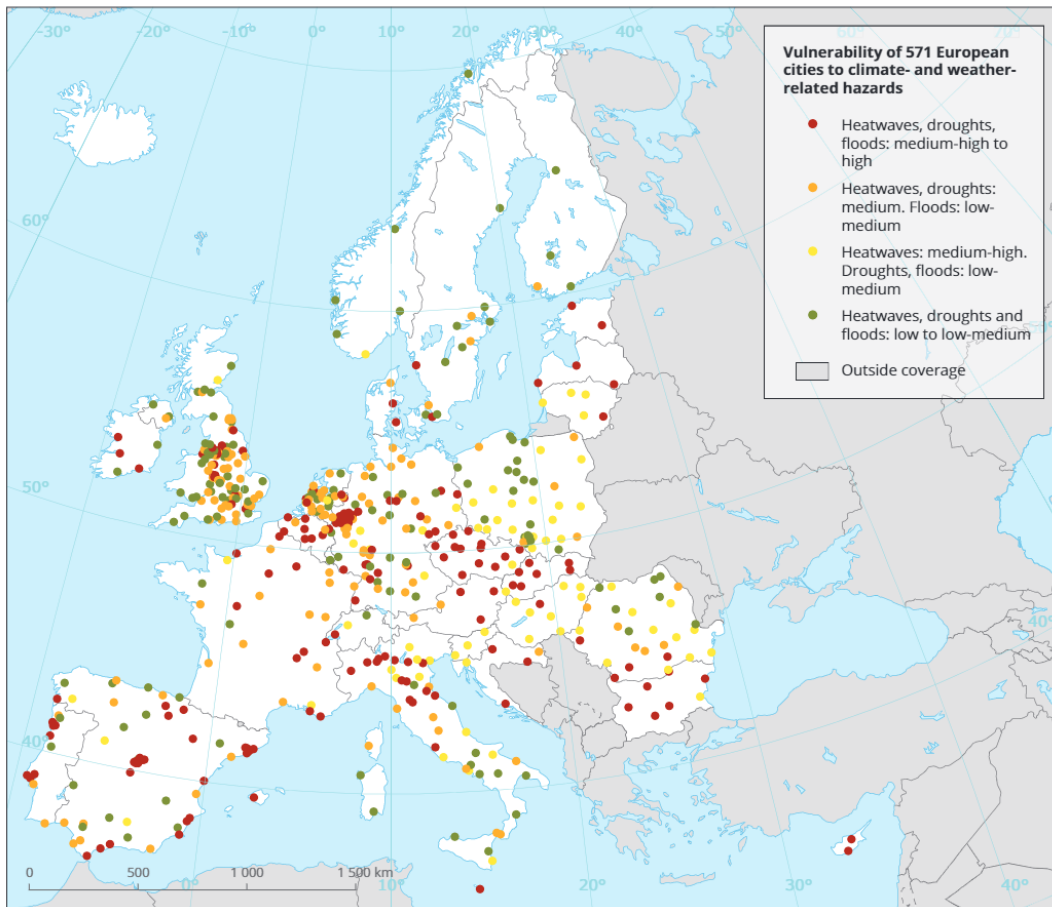 -30° -20° -10° 0° 10° 20° 30° 40° 50° 60° 70°
Vulnerability of 571 European
cities to climate- and weather-
related hazards
Heatwaves, droughts,
floods: medium-high to
high
Heatwaves, droughts:
medium. Floods: low-
medium
Heatwaves: medium-high.
Droughts, floods: low-
medium
Heatwaves, droughts and
floods: low to low-medium
Outside coverage
60°
50°
40°
40°
0 500 1 000 1 500 km
0° 10° 20° 30° 40°